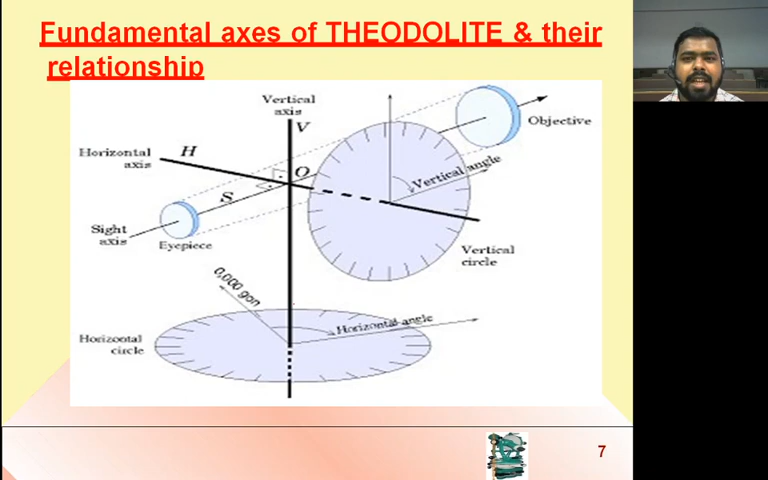 Fundamental axes of THEODOLITE & their
relationship
Vertical
axis
V
Horizontal
axis
H
O
Objective
Vertical angle
S
Sight
axis
Eyepiece
Vertical
circle
0,000 gon
Horizontal angle
Horizontal
circle
7